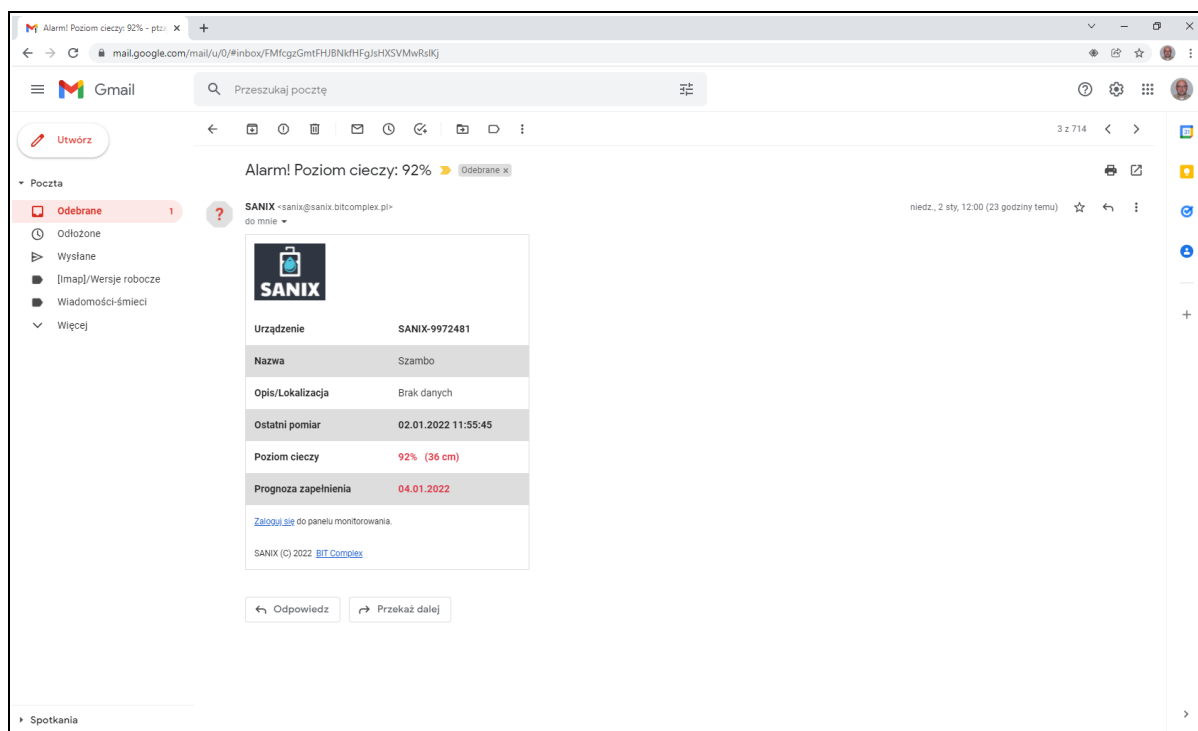 Alarm! Poziom cieczy: 92% - ptz
mail.google.com/mail/u/0/#inbox/FMfcgzGmtFHJBNkfHFgJsHXSVMwRslKj
Gmail
Przeszukaj pocztę
Utwórz
3 z 714
31
Alarm! Poziom cieczy: 92%
Odebrane x
Poczta
Odebrane 1
Odłożone
Wysłane
[Imap]/Wersje robocze
Wiadomości-śmieci
Więcej
SANIX <sanix@sanix.bitcomplex.pl>
niedz., 2 sty, 12:00 (23 godziny temu)
do mnie
SANIX
Urządzenie SANIX-9972481
Nazwa Szambo
Opis/Lokalizacja Brak danych
Ostatni pomiar 02.01.2022 11:55:45
Poziom cieczy 92% (36 cm)
Prognoza zapełnienia 04.01.2022
Zaloguj się do panelu monitorowania.
SANIX (C) 2022 BIT Complex
Odpowiedz
Przekaż dalej
Spotkania